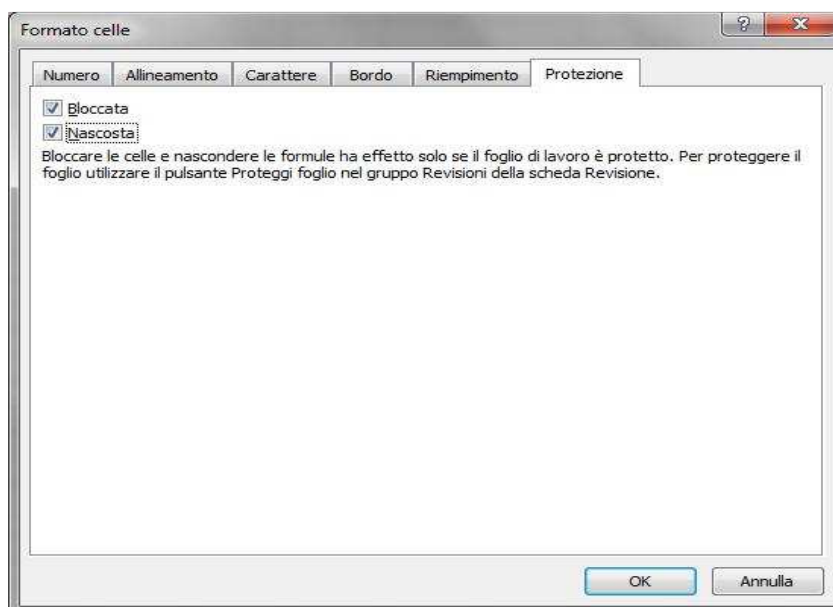 Formato celle
Numero Allineamento Carattere Bordo Riempimento Protezione
Bloccata
Nascosta
Bloccare le celle e nascondere le formule ha effetto solo se il foglio di lavoro è protetto. Per proteggere il
foglio utilizzare il pulsante Proteggi foglio nel gruppo Revisioni della scheda Revisione.
OK Annulla